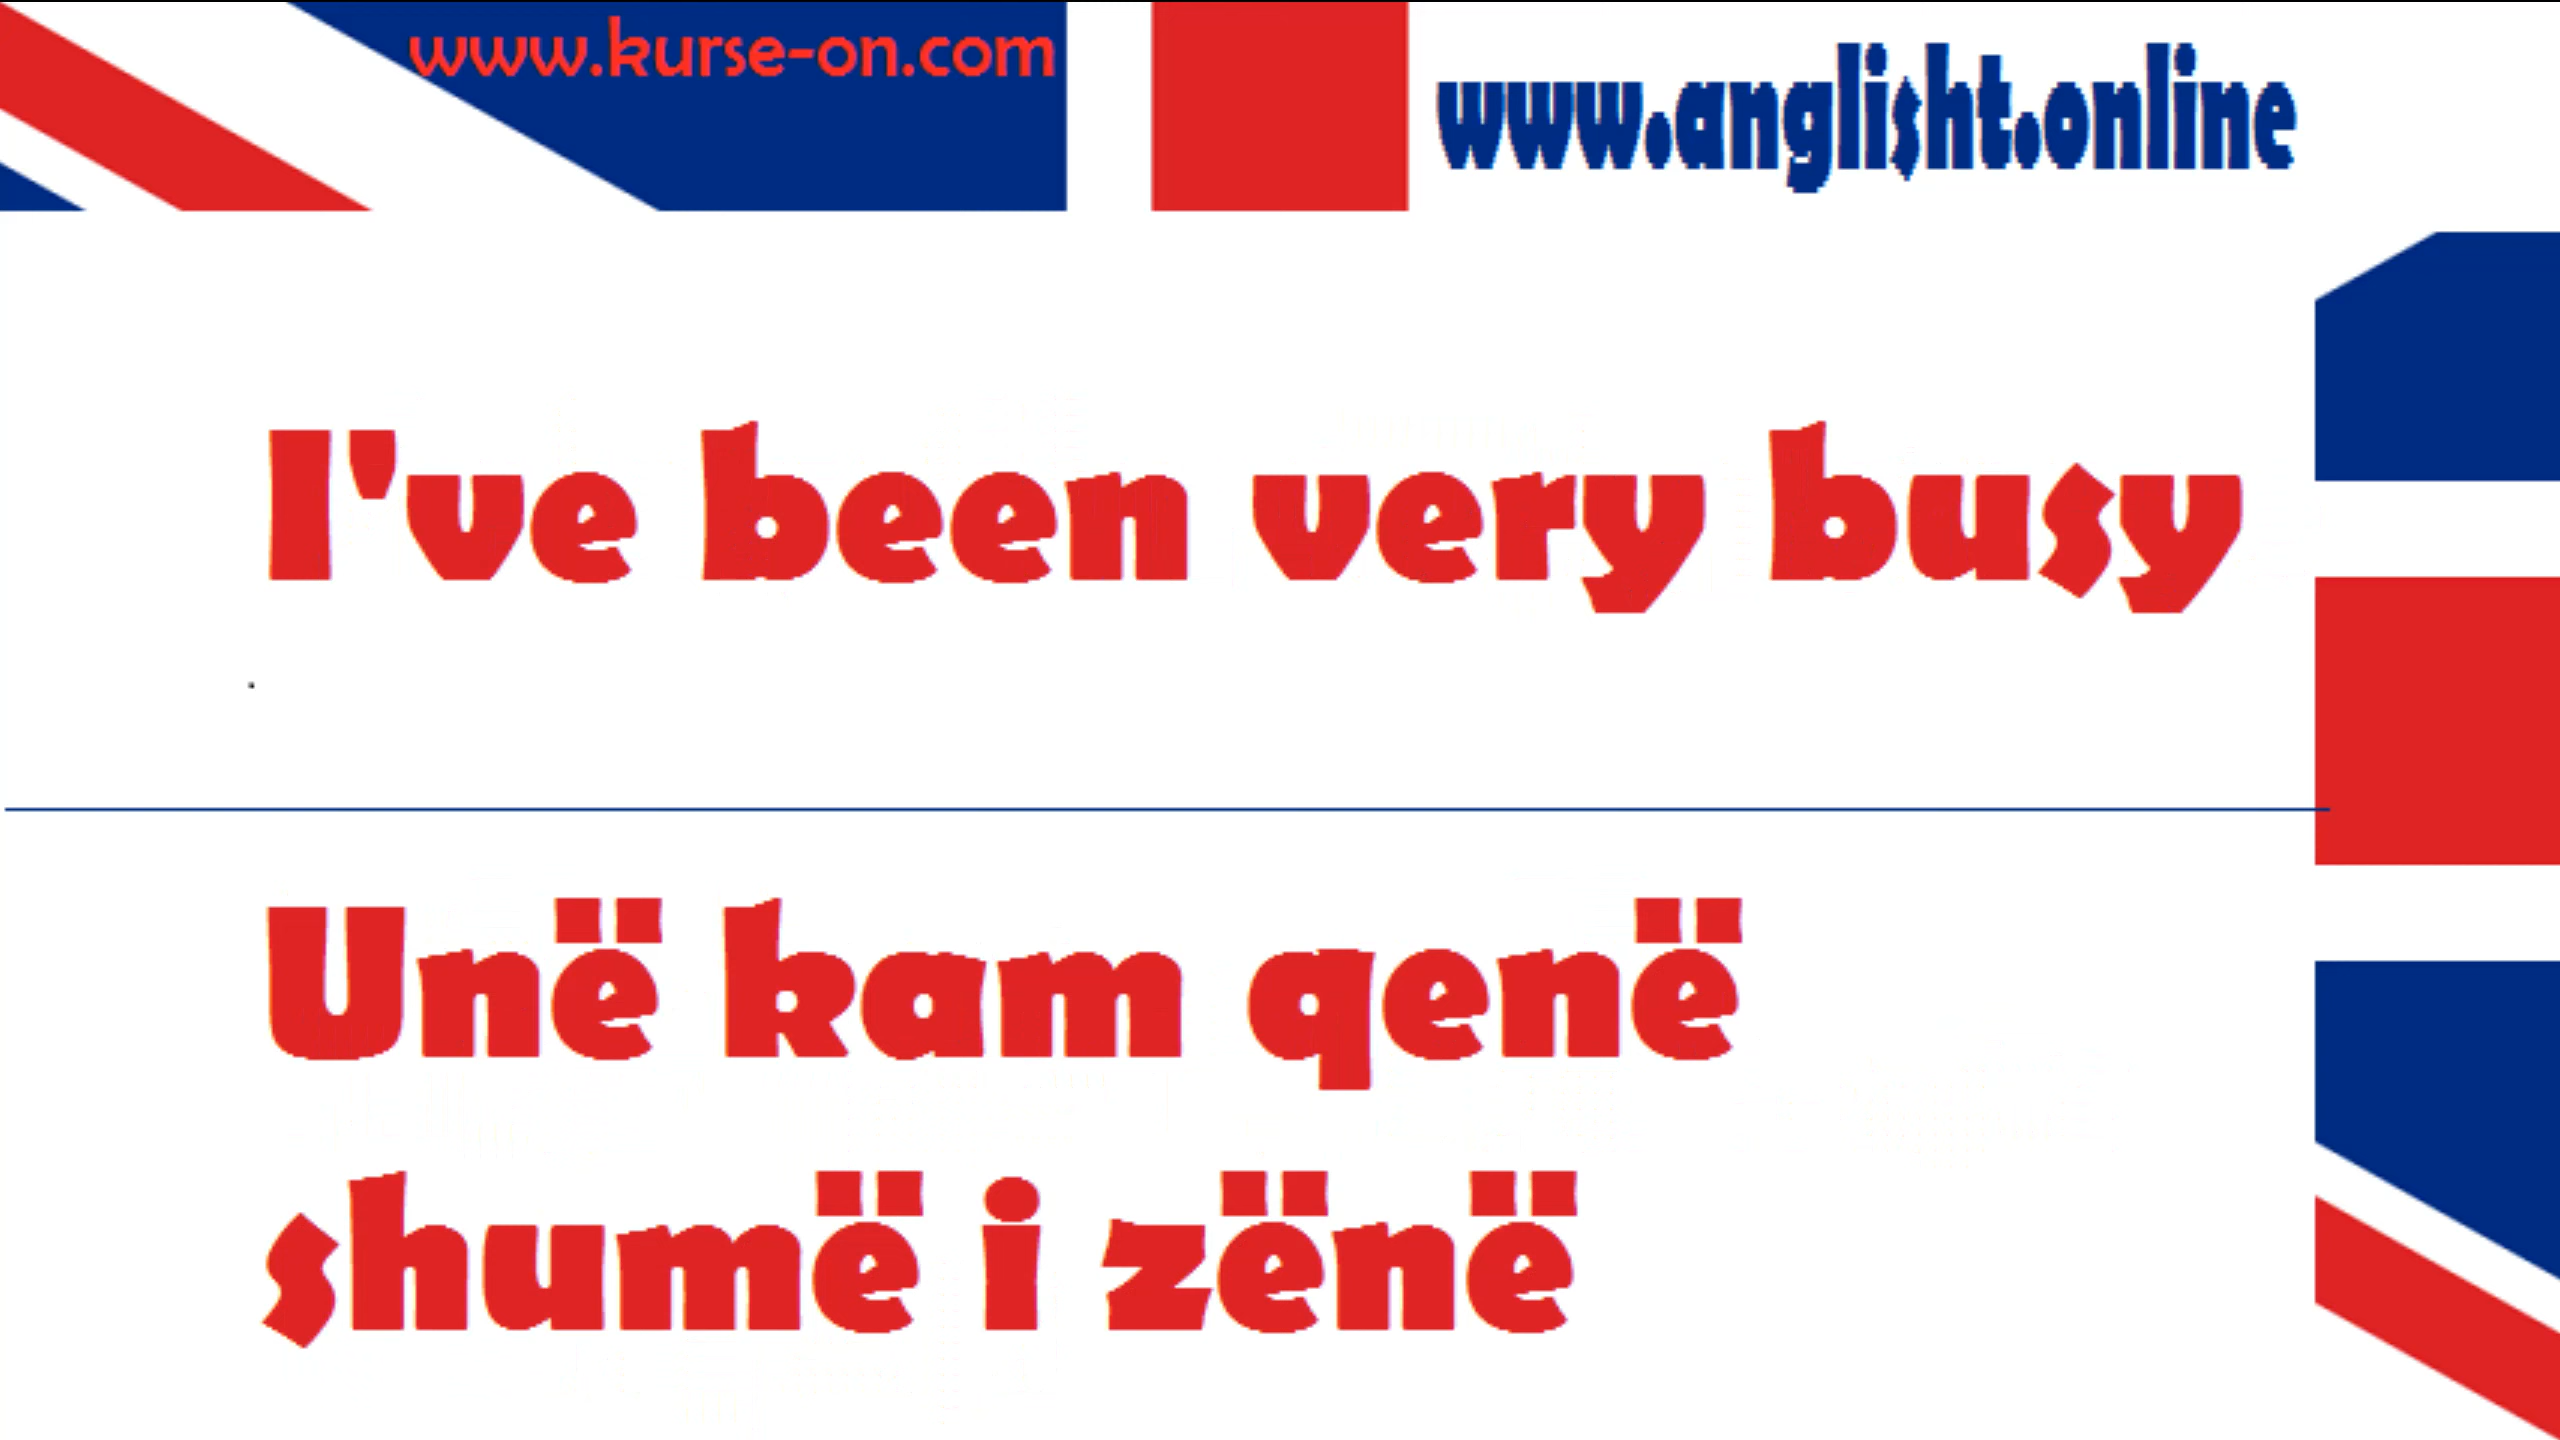 www.kurse-on.com
www.anglisht.online
I've been very busy
.
Unë kam qenë
shumë i zënë